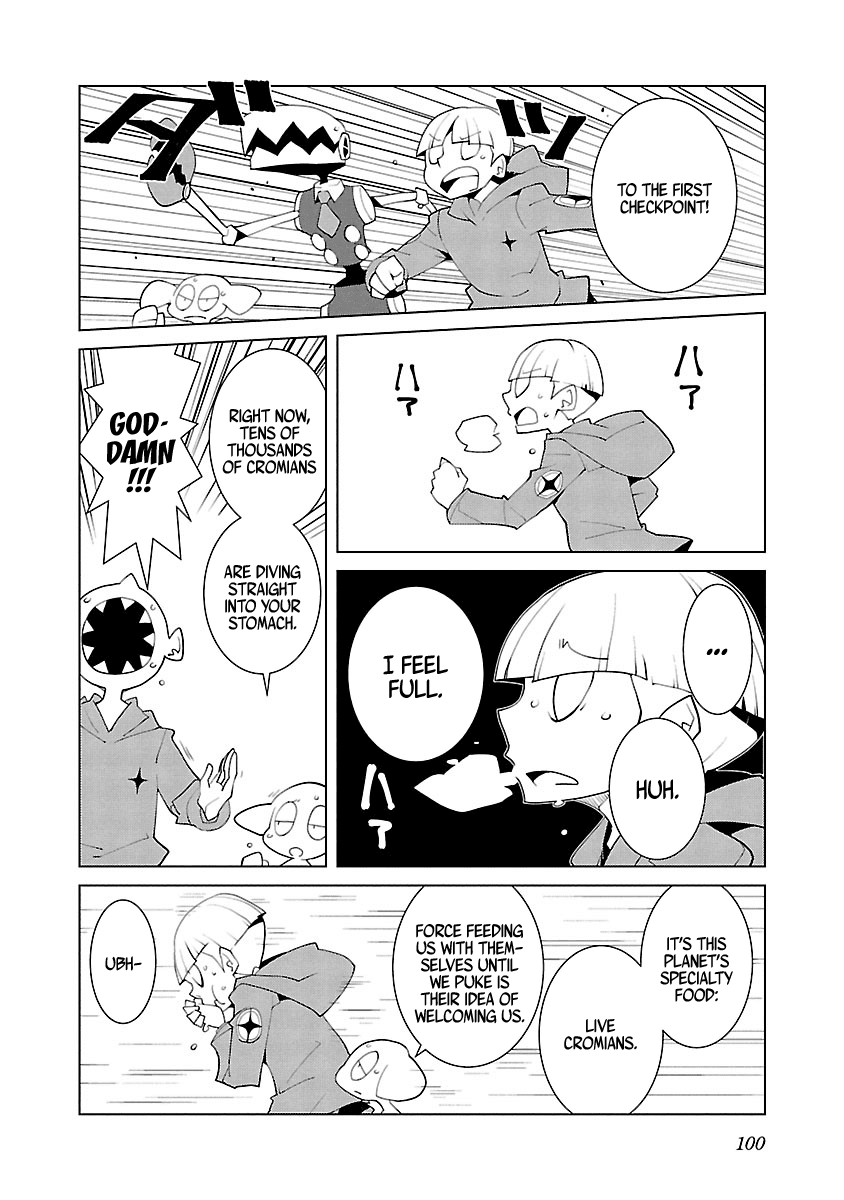 TO THE FIRST
CHECKPOINT!
ダダッ
ハァ
ハァ
...
HUH.
I FEEL
FULL.
ハァ
RIGHT NOW,
TENS OF
THOUSANDS
OF CROMIANS
ARE DIVING
STRAIGHT
INTO YOUR
STOMACH.
GOD-
DAMN
!!!
IT'S THIS
PLANET'S
SPECIALTY
FOOD:
LIVE
CROMIANS.
FORCE FEEDING
US WITH THEM-
SELVES UNTIL
WE PUKE IS
THEIR IDEA OF
WELCOMING US.
UBH-
100